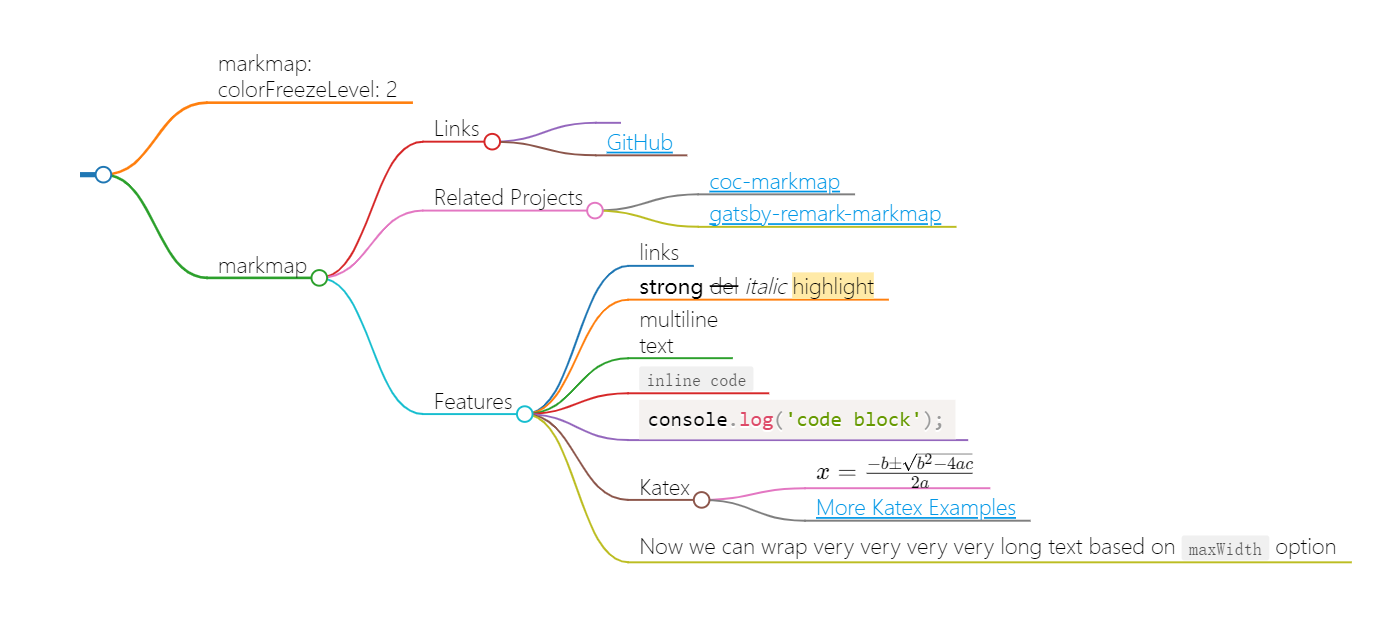 markmap:
colorFreezeLevel: 2
Links
GitHub
Related Projects
coc-markmap
gatsby-remark-markmap
markmap
links
strong del italic highlight
multiline
text
inline code
console.log('code block');
Features
Katex
x = \frac{-b±\sqrt{b^2-4ac}}{2a}
More Katex Examples
Now we can wrap very very very very long text based on maxWidth option